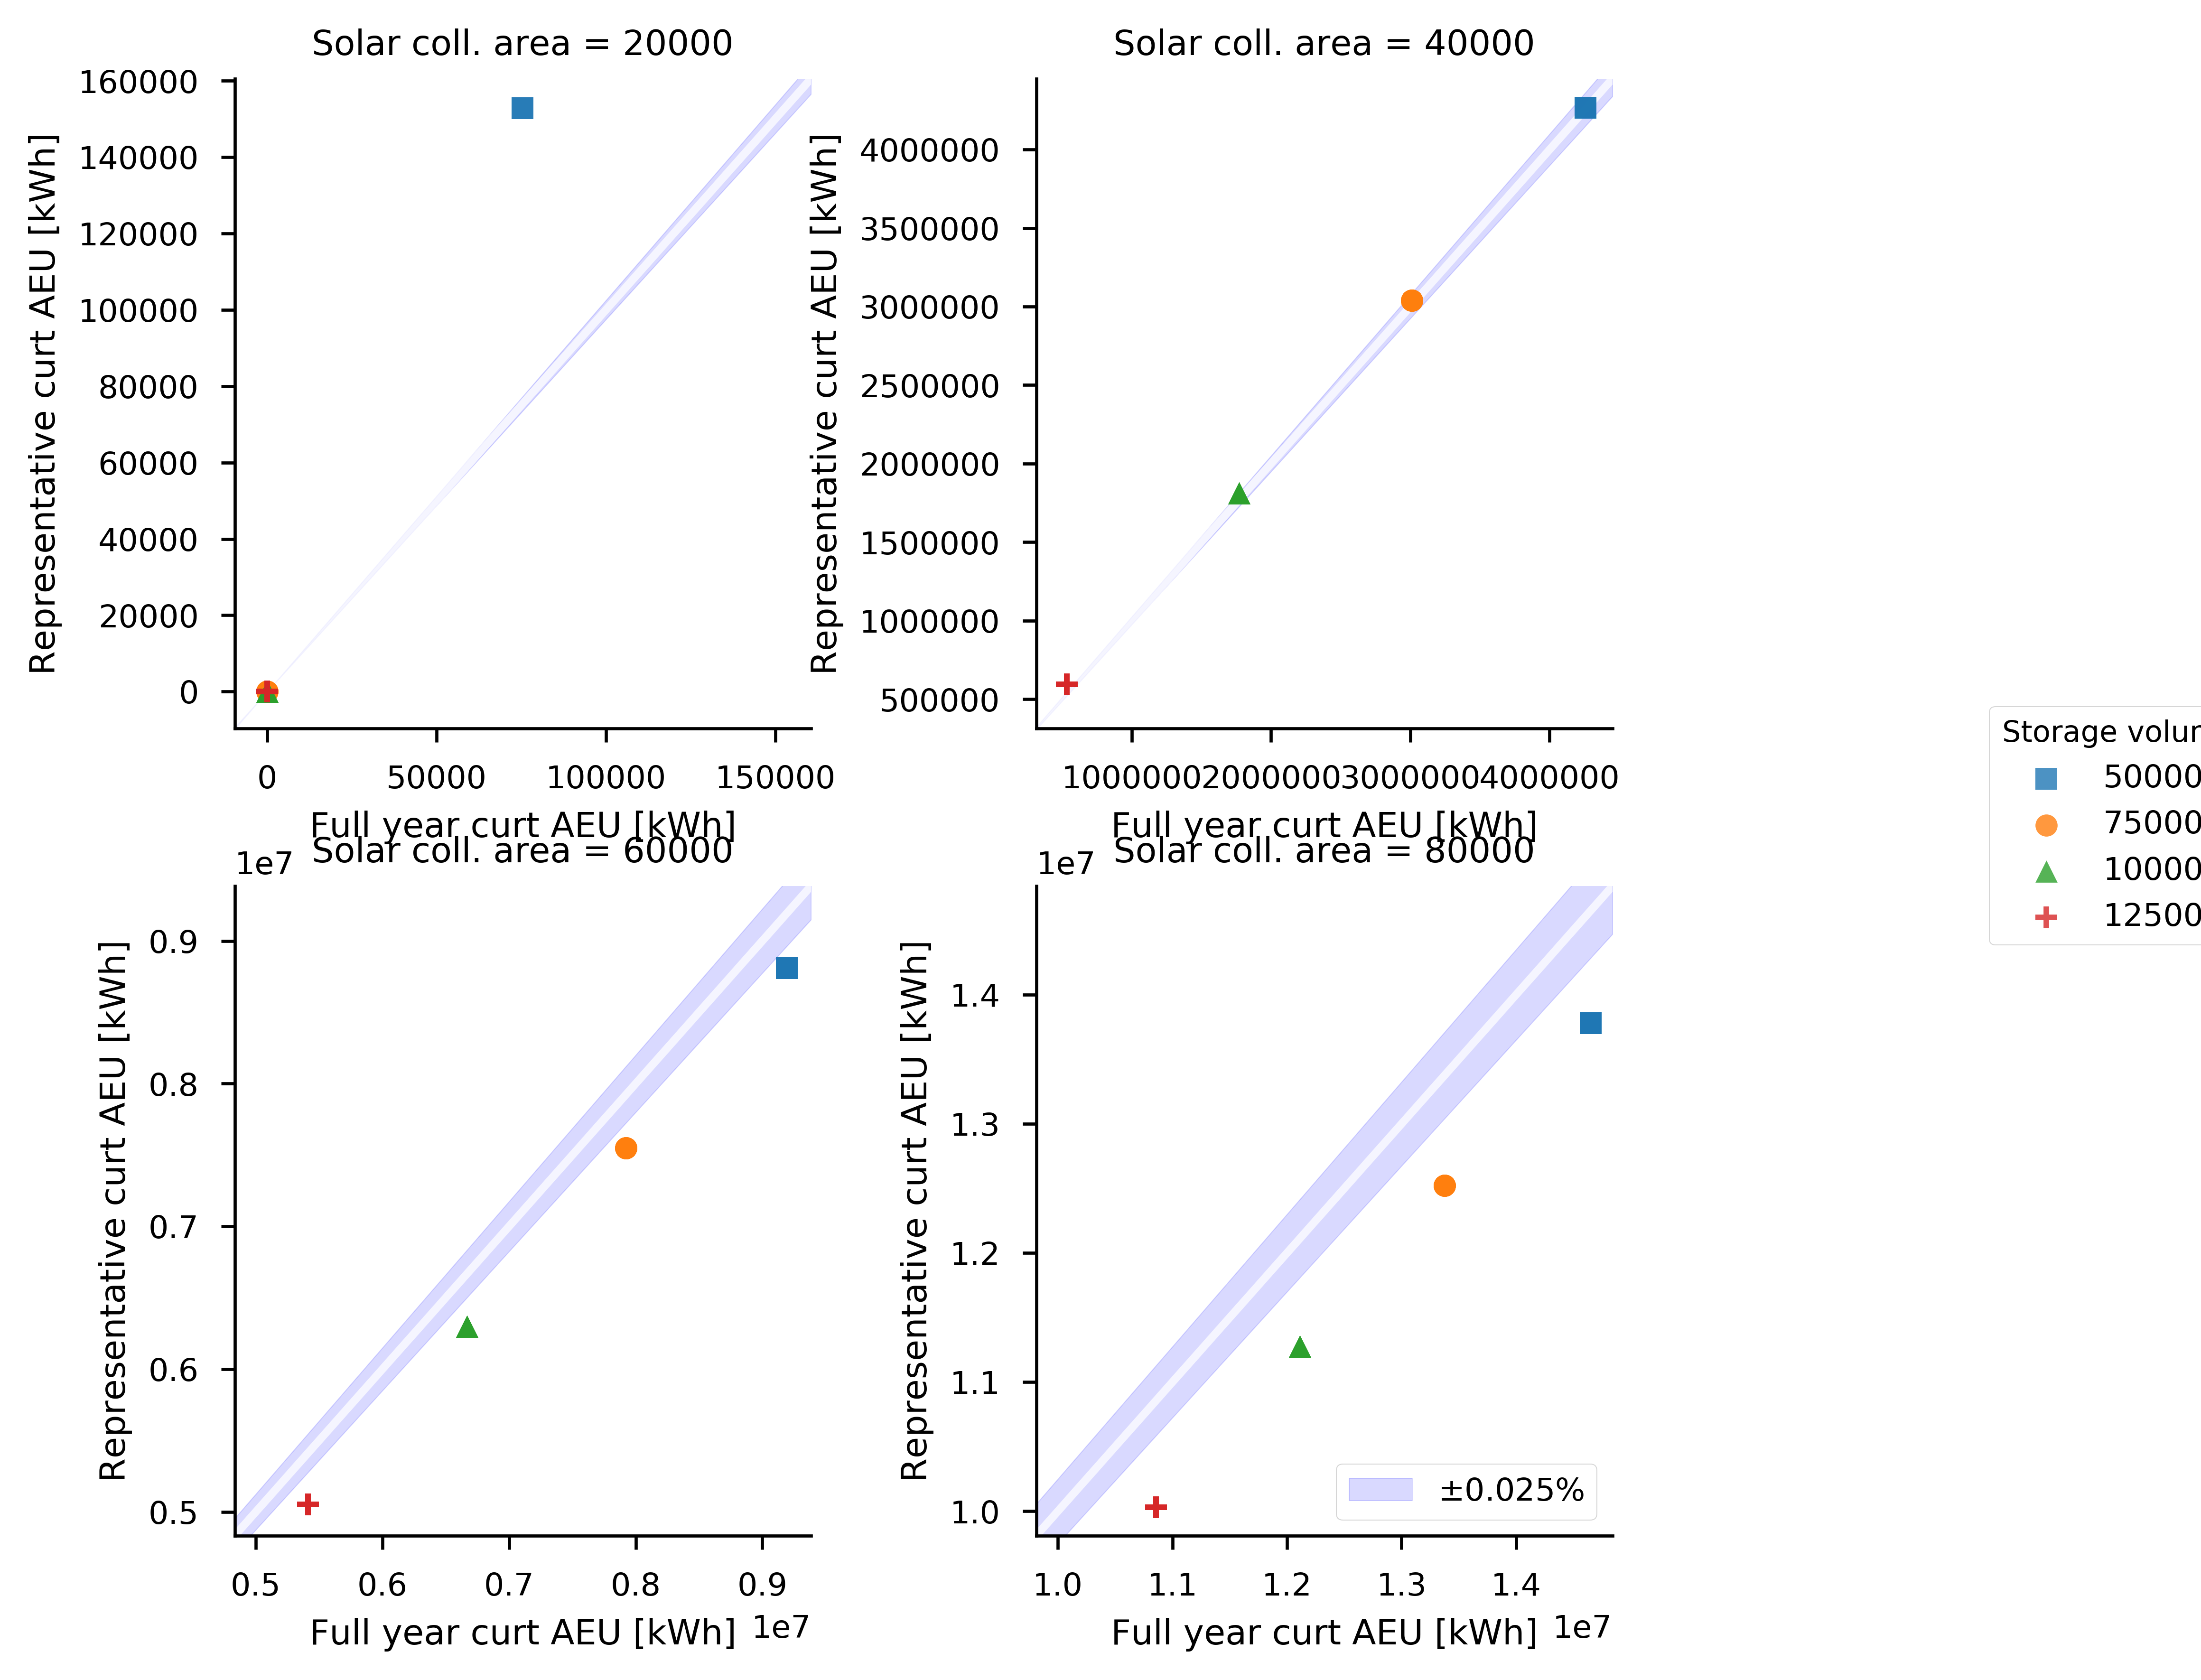 Solar coll. area = 20000
Representative curt AEU [kWh]
160000
140000
120000
100000
80000
60000
40000
20000
0
0 50000 100000 150000
Full year curt AEU [kWh]
Solar coll. area = 40000
Representative curt AEU [kWh]
4000000
3500000
3000000
2500000
2000000
1500000
1000000
500000
1000000 2000000 3000000 4000000
Full year curt AEU [kWh]
Solar coll. area = 60000
1e7
Representative curt AEU [kWh]
0.9
0.8
0.7
0.6
0.5
0.5 0.6 0.7 0.8 0.9
Full year curt AEU [kWh] 1e7
Solar coll. area = 80000
1e7
Representative curt AEU [kWh]
1.4
1.3
1.2
1.1
1.0
±0.025%
1.0 1.1 1.2 1.3 1.4
Full year curt AEU [kWh] 1e7
Storage
50000
75000
10000
12500